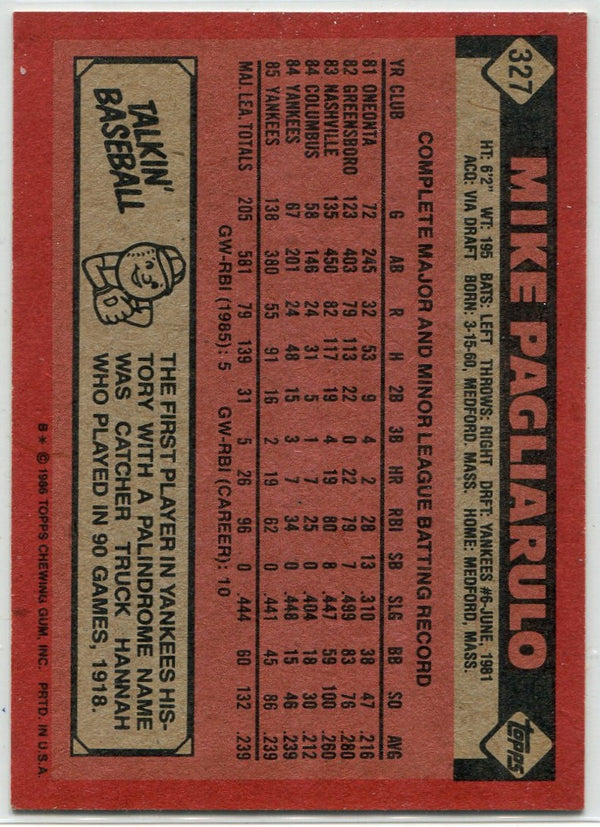 327
MIKE PAGLIARULO
Topps
HT: 6'2" WT: 195 BATS: LEFT THROWS: RIGHT DRFT: YANKEES #6-JUNE, 1981
ACQ: VIA DRAFT BORN: 3-15-60, MEDFORD, MASS. HOME: MEDFORD, MASS.
COMPLETE MAJOR AND MINOR LEAGUE BATTING RECORD
YR CLUB G AB R H 2B 3B HR RBI SB SLG BB SO AVG
81 ONEONTA 72 245 32 53 9 4 2 28 13 .310 38 47 .216
82 GREENSBORO 123 403 79 113 22 0 22 79 7 .499 83 76 .280
83 NASHVILLE 135 450 82 117 19 4 19 80 8 .447 59 100 .260
84 COLUMBUS 58 146 24 31 5 1 7 25 0 .404 18 30 .212
84 YANKEES 67 201 24 48 15 3 7 34 0 .448 15 46 .239
85 YANKEES 138 380 55 91 16 2 19 62 0 .441 45 86 .239
MAJ. LEA. TOTALS 205 581 79 139 31 5 26 96 0 .444 60 132 .239
GW-RBI (1985): 5 GW-RBI (CAREER): 10
TALKIN'
BASEBALL
THE FIRST PLAYER IN YANKEES HIS-
TORY WITH A PALINDROME NAME
WAS CATCHER TRUCK HANNAH
WHO PLAYED IN 90 GAMES, 1918.
B* © 1986 TOPPS CHEWING GUM, INC. PRTD. IN U.S.A.